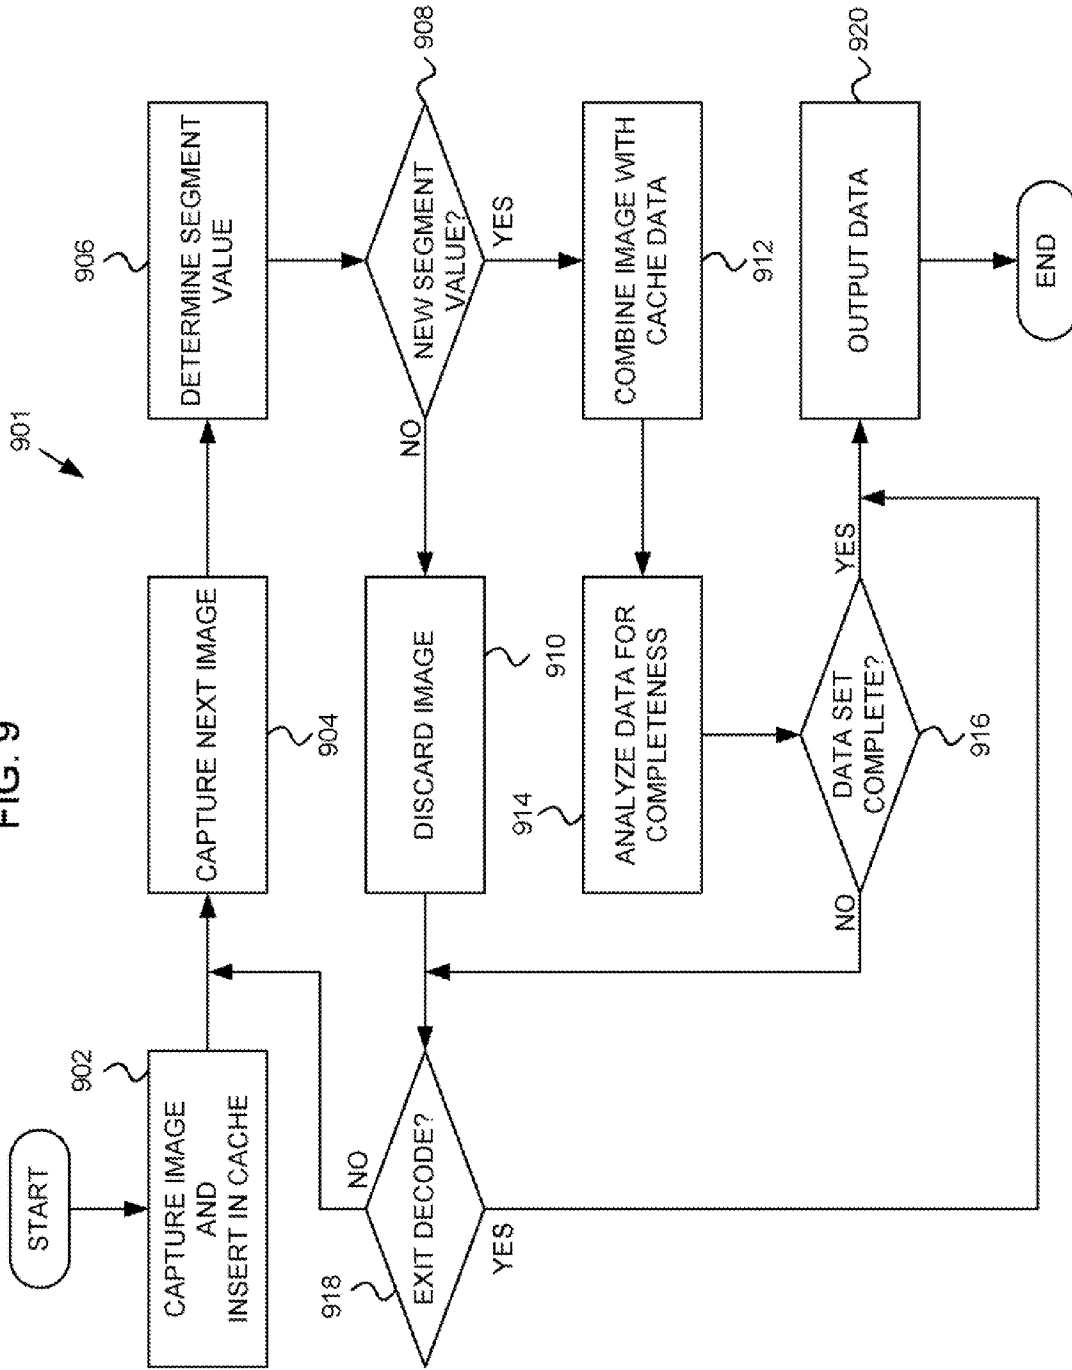 FIG. 9
901
START
902
CAPTURE IMAGE
AND
INSERT IN CACHE
CAPTURE NEXT IMAGE
904
906
DETERMINE SEGMENT
VALUE
908
NEW SEGMENT
VALUE?
NO
YES
DISCARD IMAGE
910
COMBINE IMAGE WITH
CACHE DATA
912
914
ANALYZE DATA FOR
COMPLETENESS
DATA SET
COMPLETE?
916
NO
YES
918
EXIT DECODE?
NO
YES
920
OUTPUT DATA
END